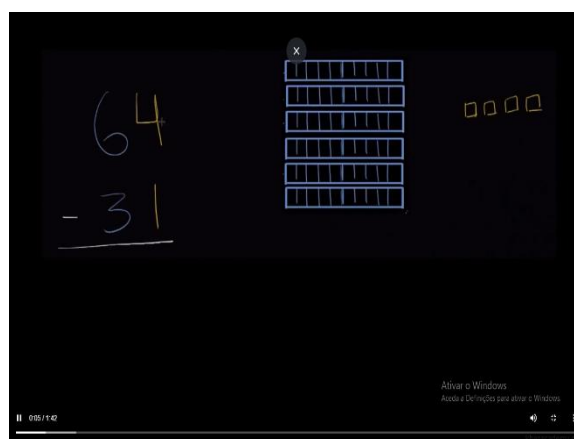 X
64
- 31
Ativar o Windows
Aceda a Definições para ativar o Windows.
0:05 / 1:42